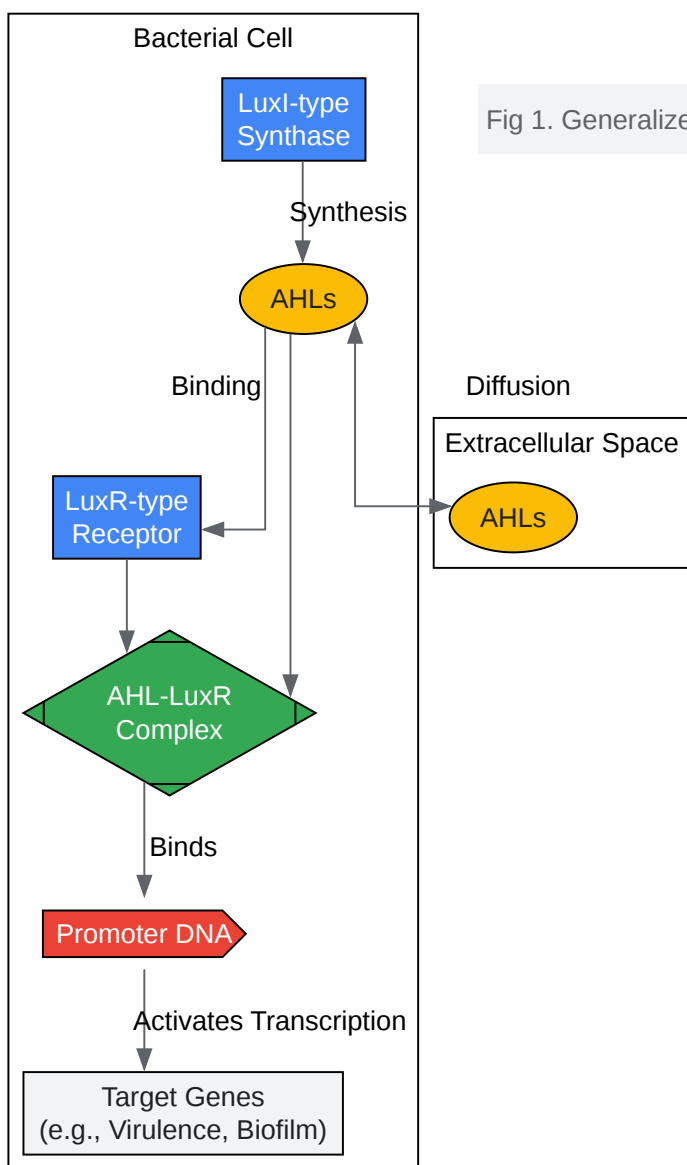 Bacterial Cell
LuxI-type
Synthase
Fig 1. Generalize
Synthesis
AHLs
Binding
Diffusion
Extracellular Space
AHLs
LuxR-type
Receptor
AHL-LuxR
Complex
Binds
Promoter DNA
Activates Transcription
Target Genes
(e.g., Virulence, Biofilm)